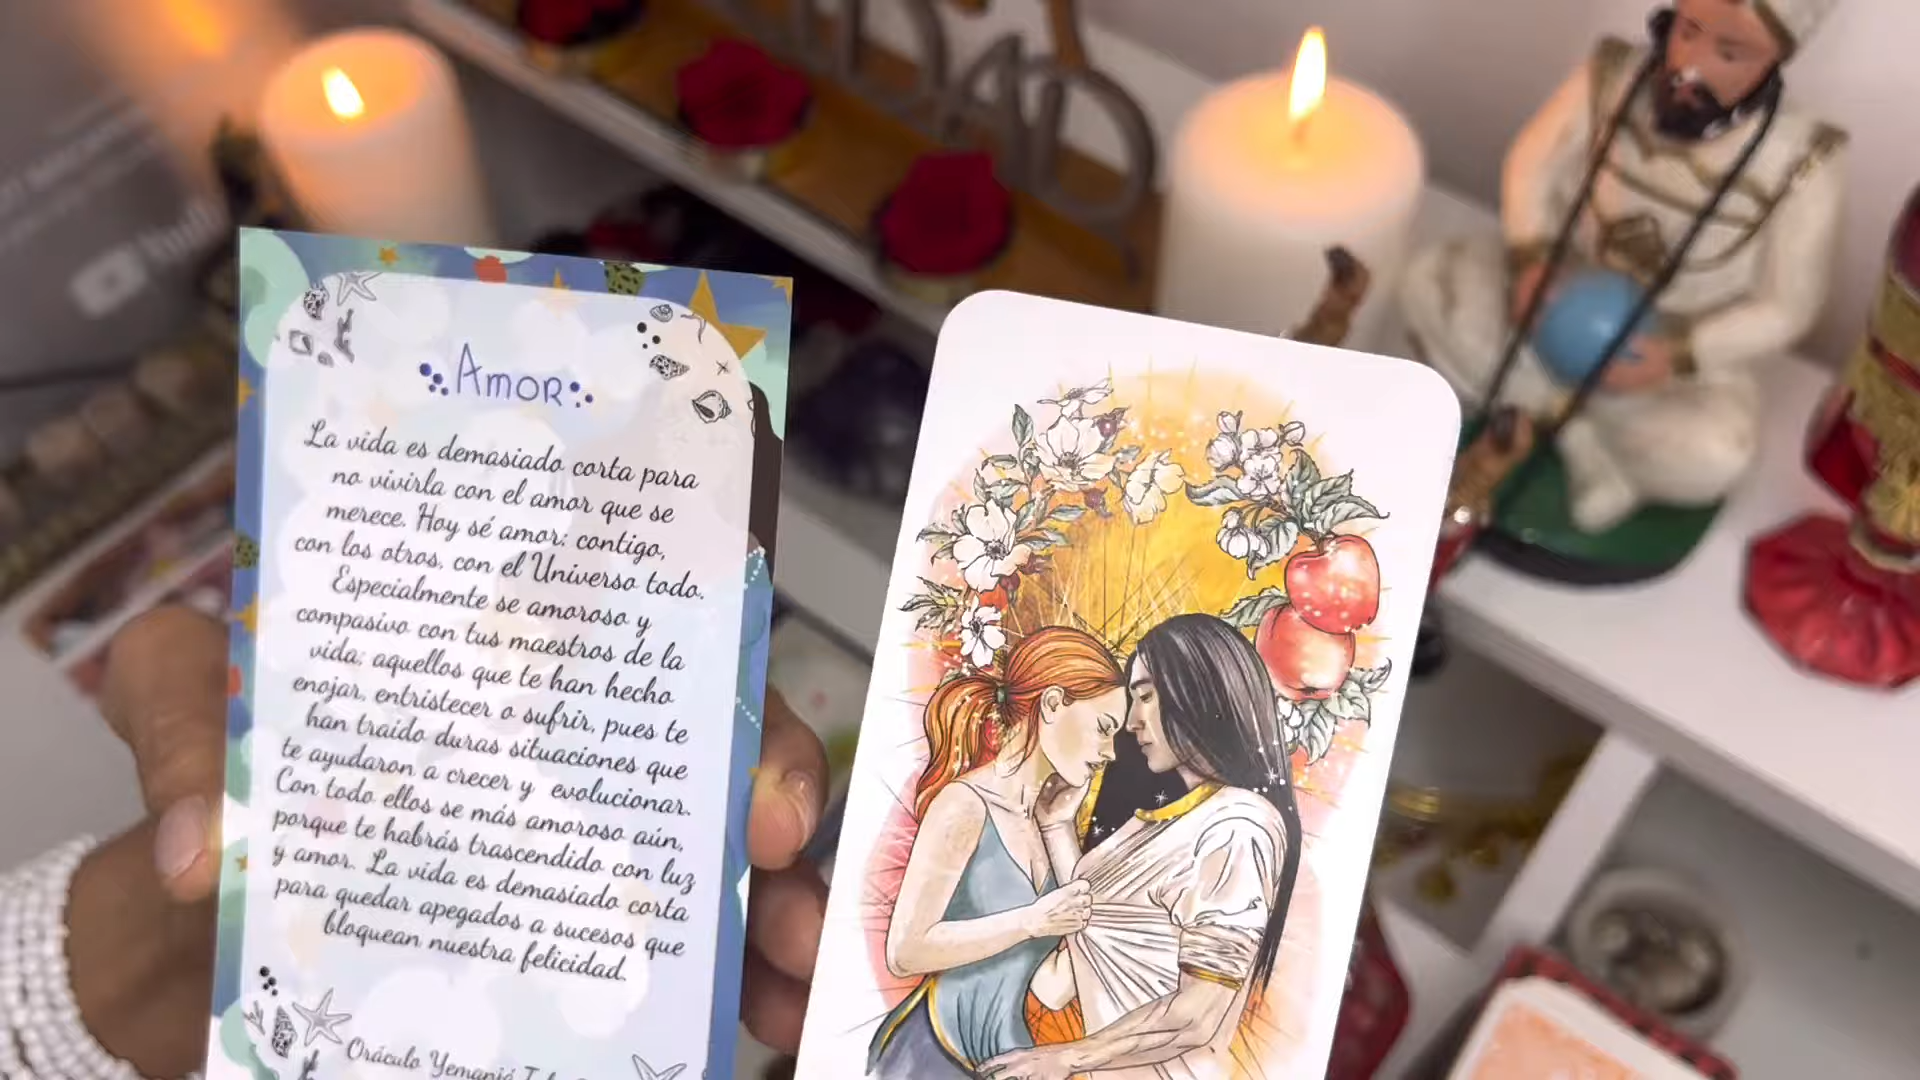 Amor
La vida es demasiado corta para
no vivirla con el amor que se
merece. Hoy sé amor: contigo,
con los otros, con el Universo todo.
Especialmente se amoroso y
compasivo con tus maestros de la
vida; aquellos que te han hecho
enojar, entristecer o sufrir, pues te
han traido duras situaciones que
te ayudaron a crecer y evolucionar.
Con todo ellos se más amoroso aún,
porque te habrás trascendido con luz
y amor. La vida es demasiado corta
para quedar apegados a sucesos que
bloquean nuestra felicidad.
Oráculo Yemanjá